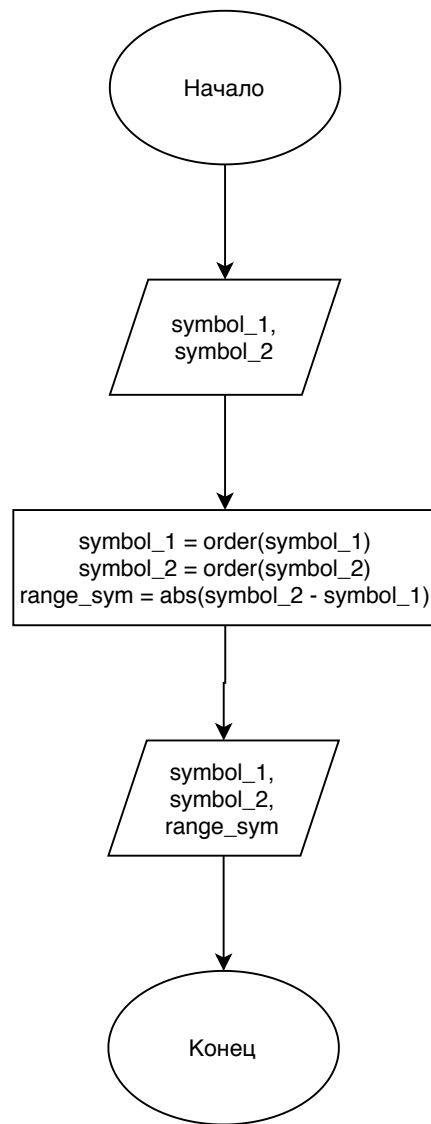 Начало
symbol_1,
symbol_2
symbol_1 = order(symbol_1)
symbol_2 = order(symbol_2)
range_sym = abs(symbol_2 - symbol_1)
symbol_1,
symbol_2,
range_sym
Конец